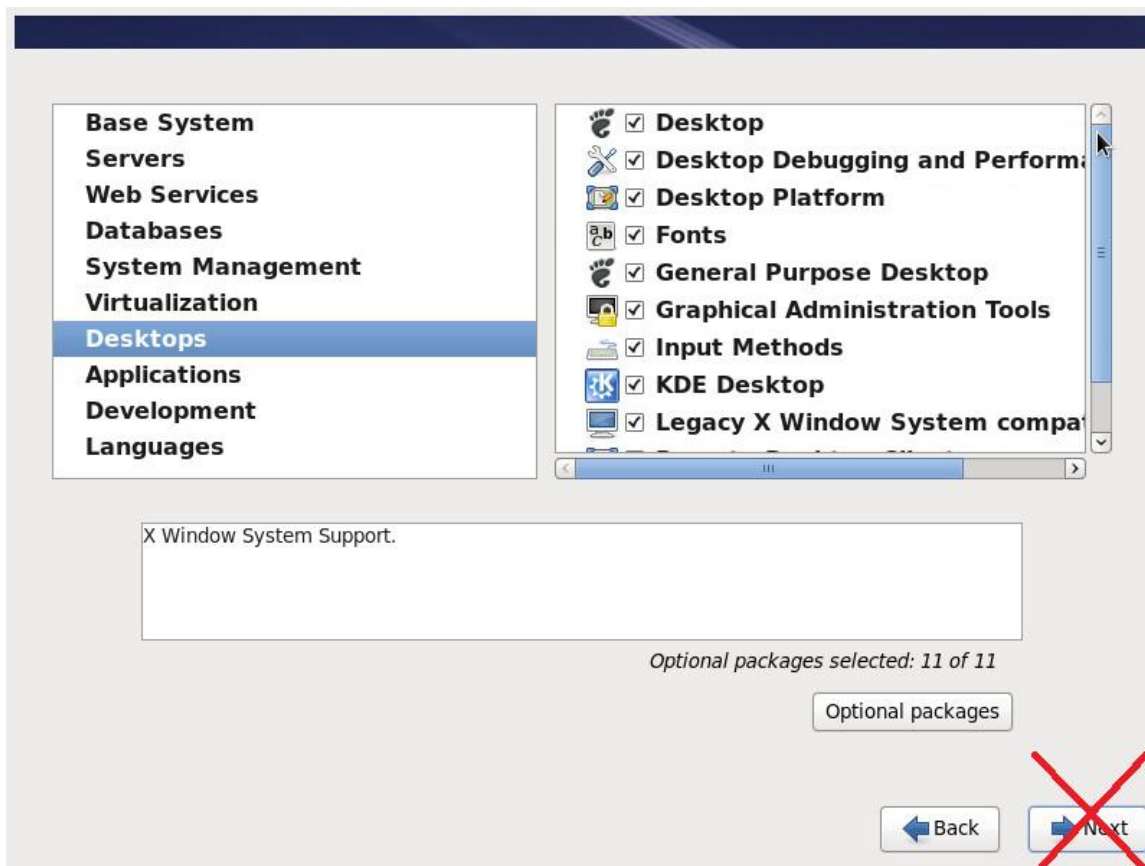 Base System
Servers
Web Services
Databases
System Management
Virtualization
Desktops
Applications
Development
Languages
Desktop
Desktop Debugging and Performa
Desktop Platform
Fonts
General Purpose Desktop
Graphical Administration Tools
Input Methods
KDE Desktop
Legacy X Window System compat
X Window System Support.
Optional packages selected: 11 of 11
Optional packages
Back
Next